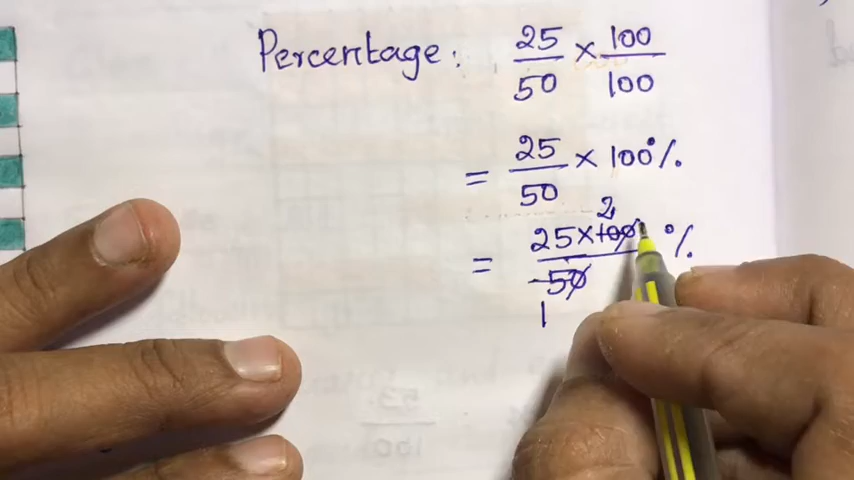 Percentage: 25/50 × 100/100
= 25/50 × 100%
2
= 25×100/50 %
1